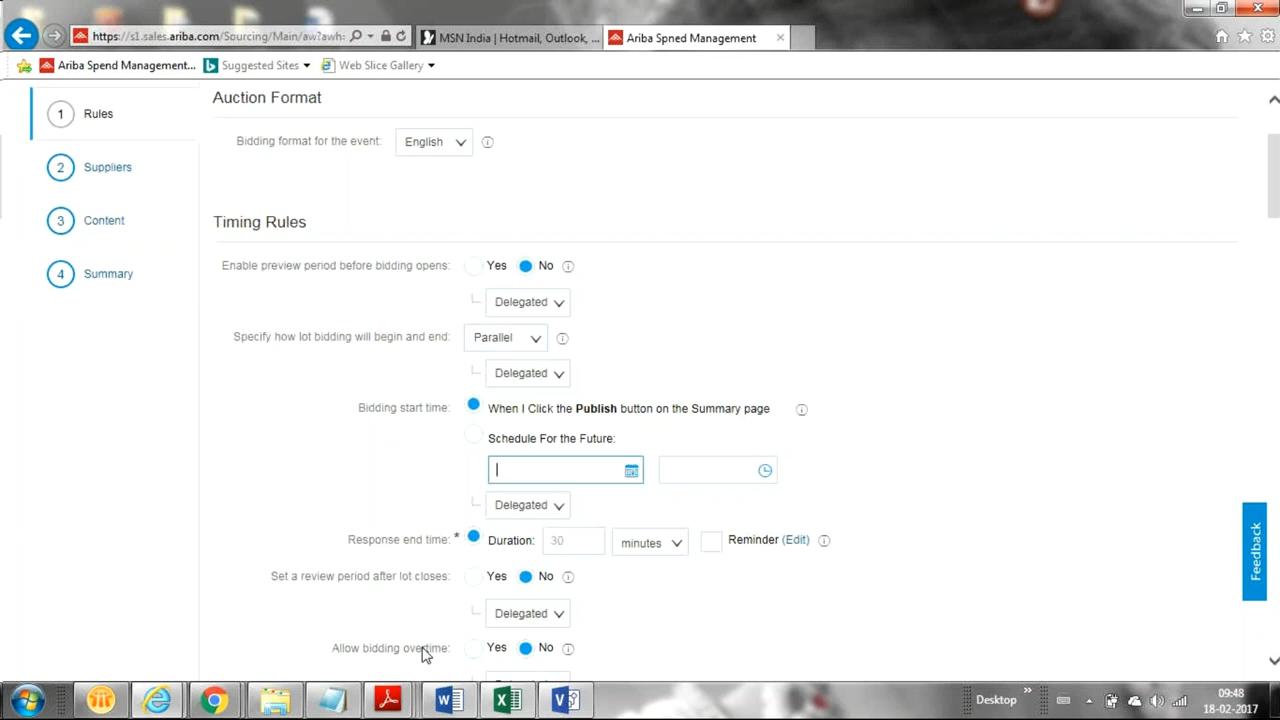 https://s1.sales.ariba.com/Sourcing/Main/aw?awh:
MSN India | Hotmail, Outlook, ...
Ariba Spned Management
Ariba Spend Management...
Suggested Sites
Web Slice Gallery
1 Rules
2 Suppliers
3 Content
4 Summary
Auction Format
Bidding format for the event: English
Timing Rules
Enable preview period before bidding opens: Yes No
Delegated
Specify how lot bidding will begin and end: Parallel
Delegated
Bidding start time: When I Click the Publish button on the Summary page
Schedule For the Future:
Delegated
Response end time: * Duration: 30 minutes Reminder (Edit)
Set a review period after lot closes: Yes No
Delegated
Allow bidding overtime: Yes No
Feedback
Desktop
09:48
18-02-2017